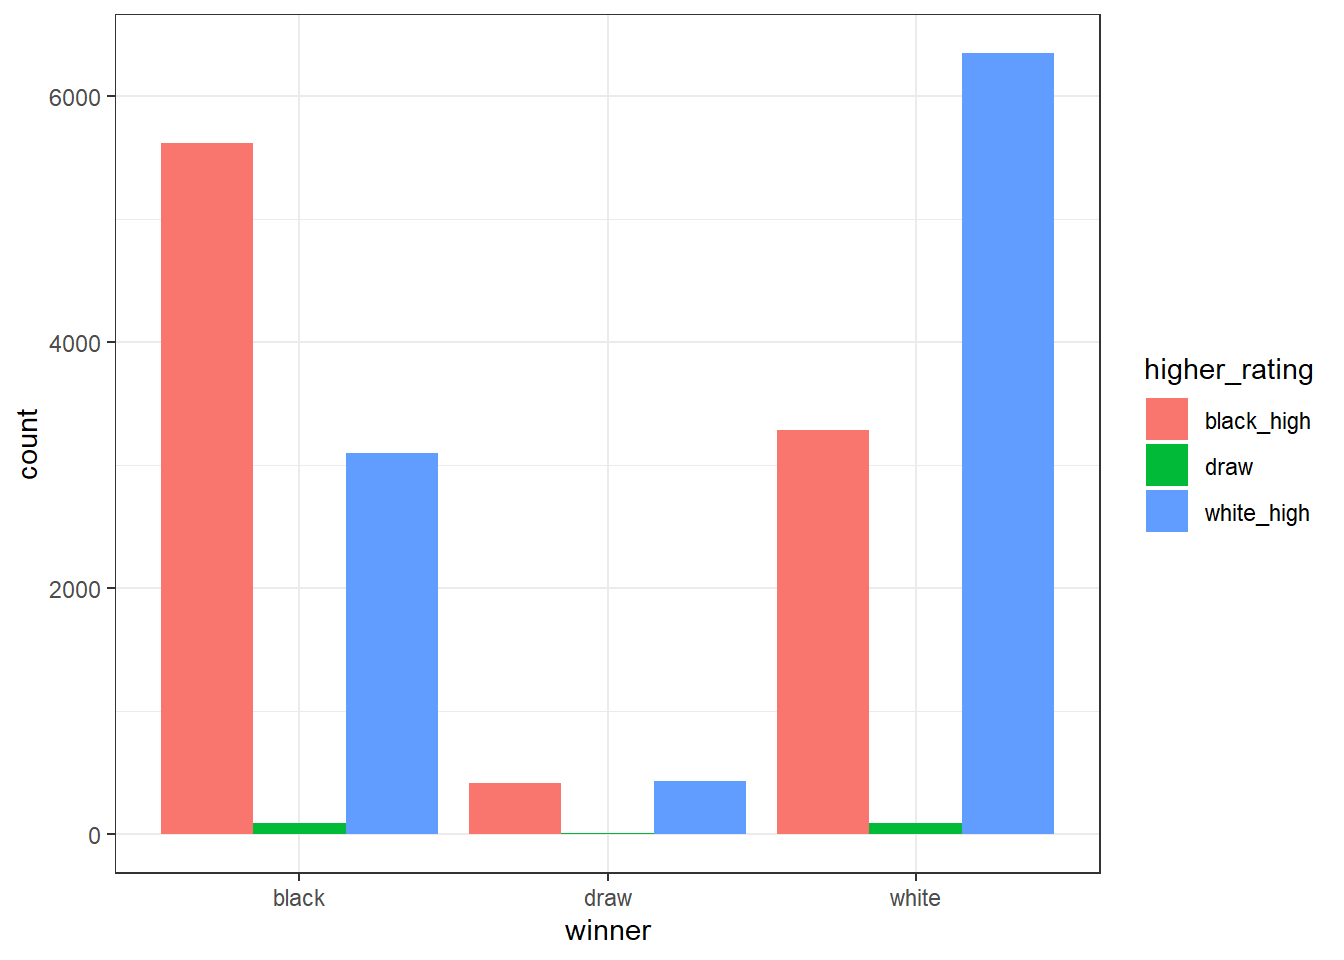 6000
4000
2000
0
count
black
draw
white
winner
higher_rating
black_high
draw
white_high